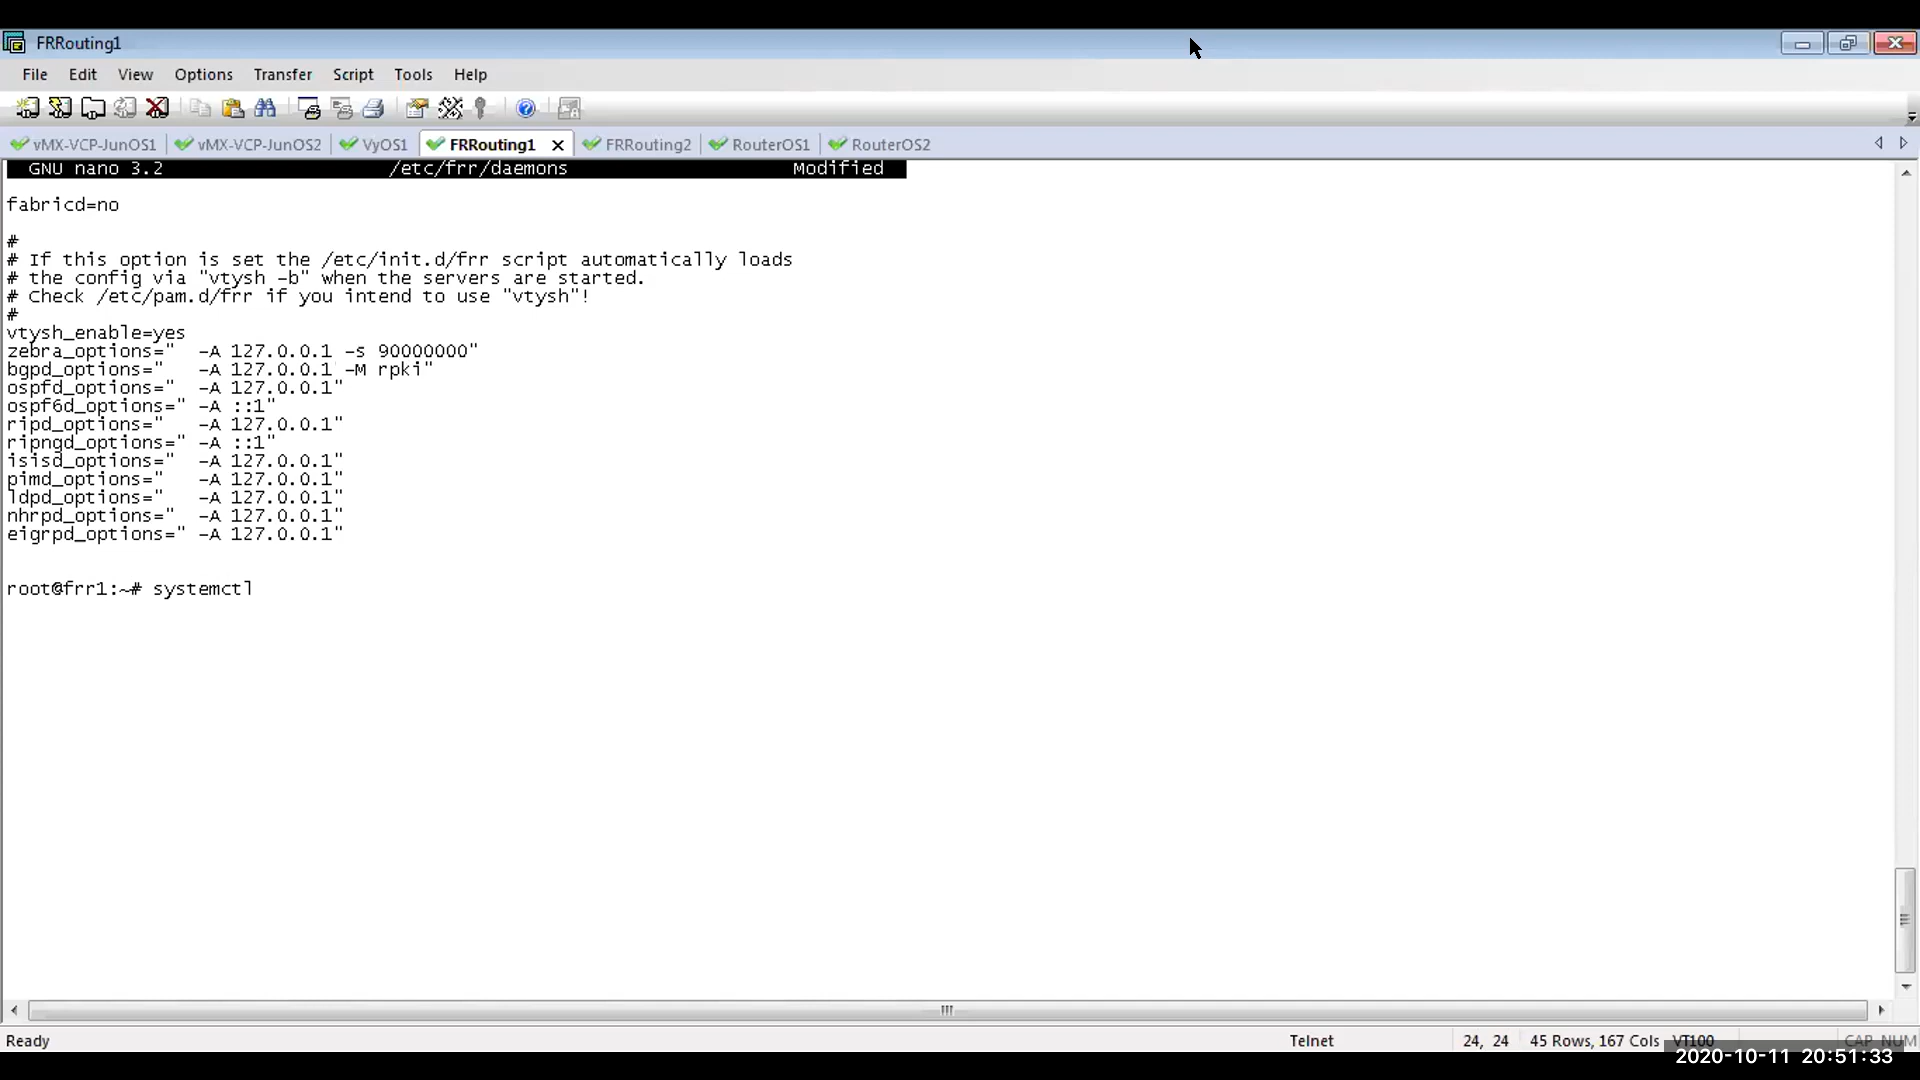 FRRouting1
File Edit View Options Transfer Script Tools Help
vMX-VCP-JunOS1 vMX-VCP-JunOS2 VyOS1 FRRouting1 FRRouting2 RouterOS1 RouterOS2
GNU nano 3.2 /etc/frr/daemons Modified
fabricd=no
#
# If this option is set the /etc/init.d/frr script automatically loads
# the config via "vtysh -b" when the servers are started.
# Check /etc/pam.d/frr if you intend to use "vtysh"!
#
vtysh_enable=yes
zebra_options="  -A 127.0.0.1 -s 90000000"
bgpd_options="   -A 127.0.0.1 -M rpki"
ospfd_options="  -A 127.0.0.1"
ospf6d_options=" -A ::1"
ripd_options="   -A 127.0.0.1"
ripngd_options=" -A ::1"
isisd_options="  -A 127.0.0.1"
pimd_options="   -A 127.0.0.1"
ldpd_options="   -A 127.0.0.1"
nhrpd_options="  -A 127.0.0.1"
eigrpd_options=" -A 127.0.0.1"
root@frr1:~# systemctl
Ready Telnet 24, 24 45 Rows, 167 Cols VT100 CAP NUM
2020-10-11 20:51:33